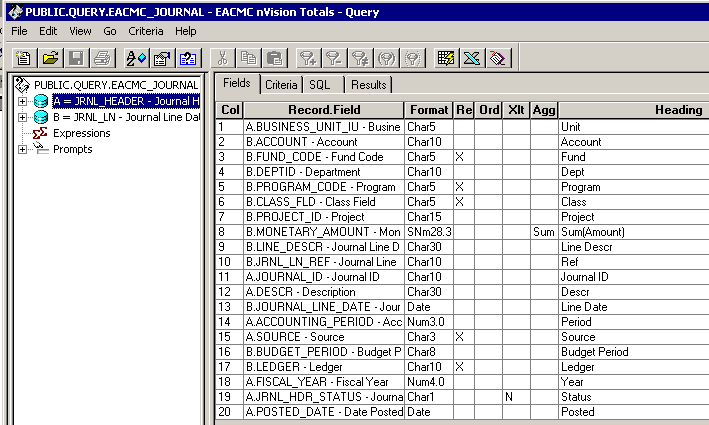 PUBLIC.QUERY.EACMC_JOURNAL - EACMC nVision Totals - Query
File Edit View Go Criteria Help
PUBLIC.QUERY.EACMC_JOURNAL
A = JRNL_HEADER - Journal H
B = JRNL_LN - Journal Line Da
Expressions
Prompts
Fields Criteria SQL Results
Col Record.Field Format Re Ord Xlt Agg Heading
1 A.BUSINESS_UNIT_IU - Busine Char5 Unit
2 B.ACCOUNT - Account Char10 Account
3 B.FUND_CODE - Fund Code Char5 X Fund
4 B.DEPTID - Department Char10 Dept
5 B.PROGRAM_CODE - Program Char5 X Program
6 B.CLASS_FLD - Class Field Char5 X Class
7 B.PROJECT_ID - Project Char15 Project
8 B.MONETARY_AMOUNT - Mon SNm28.3 Sum Sum(Amount)
9 B.LINE_DESCR - Journal Line D Char30 Line Descr
10 B.JRNL_LN_REF - Journal Line Char10 Ref
11 A.JOURNAL_ID - Journal ID Char10 Journal ID
12 A.DESCR - Description Char30 Descr
13 B.JOURNAL_LINE_DATE - Jour Date Line Date
14 A.ACCOUNTING_PERIOD - Acc Num3.0 Period
15 A.SOURCE - Source Char3 X Source
16 B.BUDGET_PERIOD - Budget P Char8 Budget Period
17 B.LEDGER - Ledger Char10 X Ledger
18 A.FISCAL_YEAR - Fiscal Year Num4.0 Year
19 A.JRNL_HDR_STATUS - Journa Char1 N Status
20 A.POSTED_DATE - Date Posted Date Posted